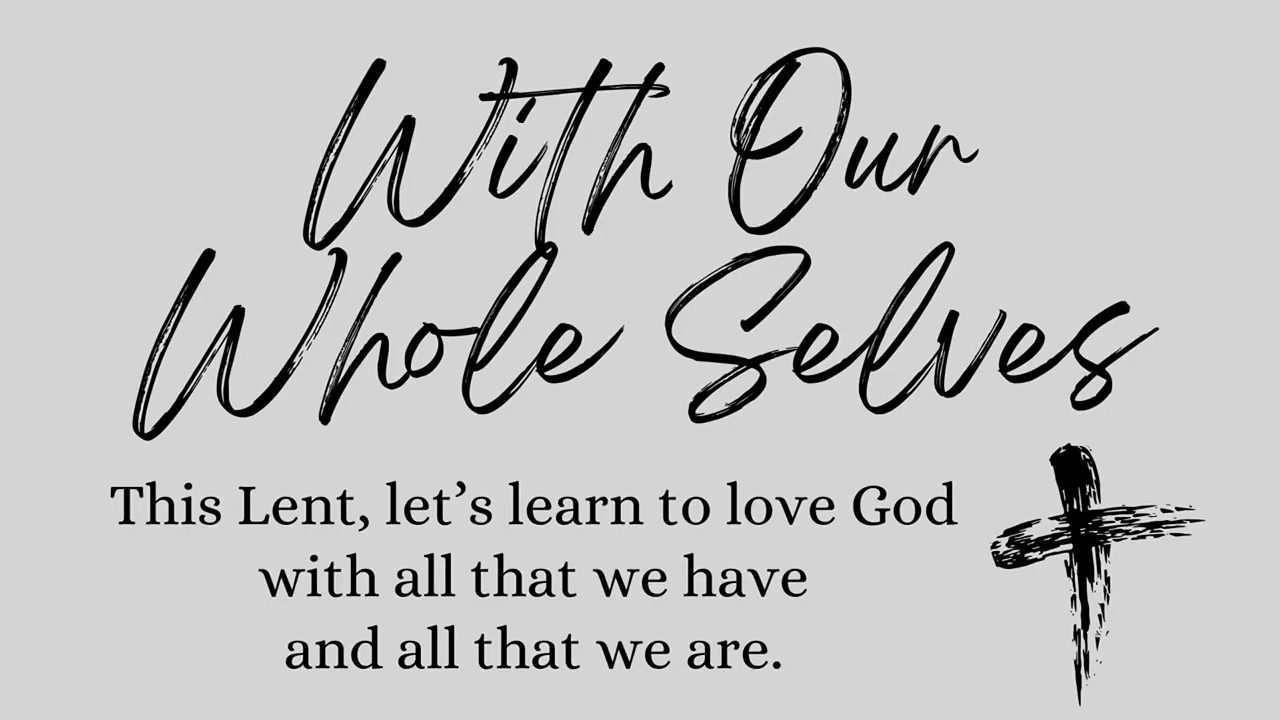 With Our
Whole Selves
This Lent, let’s learn to love God
with all that we have
and all that we are.